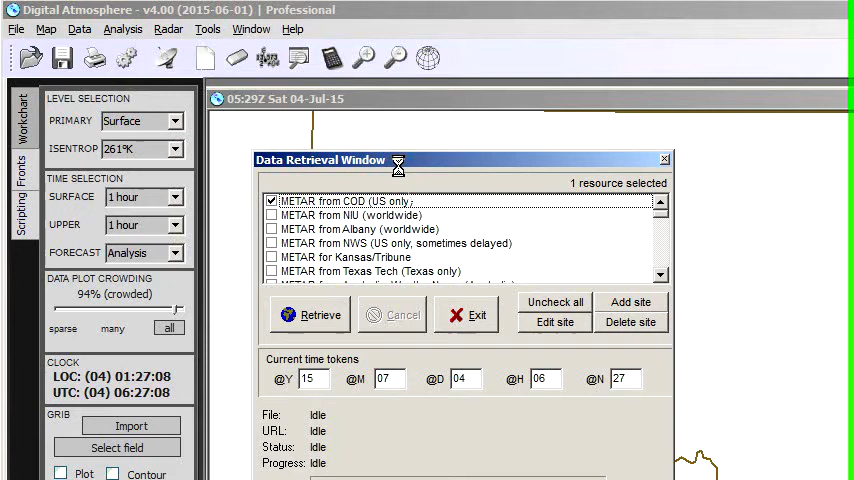 Digital Atmosphere - v4.00 (2015-06-01) | Professional
File Map Data Analysis Radar Tools Window Help
05:29Z Sat 04-Jul-15
Workchart
Fronts
Scripting
LEVEL SELECTION
PRIMARY Surface
ISENTROP 261°K
TIME SELECTION
SURFACE 1 hour
UPPER 1 hour
FORECAST Analysis
DATA PLOT CROWDING
94% (crowded)
sparse many all
CLOCK
LOC: (04) 01:27:08
UTC: (04) 06:27:08
GRIB
Import
Select field
Plot Contour
Data Retrieval Window
1 resource selected
METAR from COD (US only)
METAR from NIU (worldwide)
METAR from Albany (worldwide)
METAR from NWS (US only, sometimes delayed)
METAR for Kansas/Tribune
METAR from Texas Tech (Texas only)
Retrieve Cancel Exit
Uncheck all Add site
Edit site Delete site
Current time tokens
@Y 15 @M 07 @D 04 @H 06 @N 27
File: Idle
URL: Idle
Status: Idle
Progress: Idle